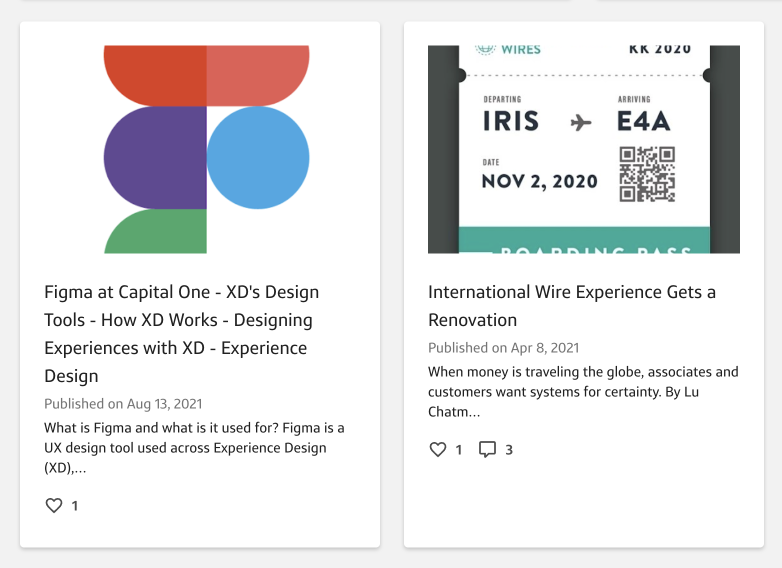 Figma at Capital One - XD's Design
Tools - How XD Works - Designing
Experiences with XD - Experience
Design
Published on Aug 13, 2021
What is Figma and what is it used for? Figma is a
UX design tool used across Experience Design
(XD),...
1
WIRES
KK 2020
DEPARTING
ARRIVING
IRIS
E4A
DATE
NOV 2, 2020
BOARDING PASS
International Wire Experience Gets a
Renovation
Published on Apr 8, 2021
When money is traveling the globe, associates and
customers want systems for certainty. By Lu
Chatm...
1
3